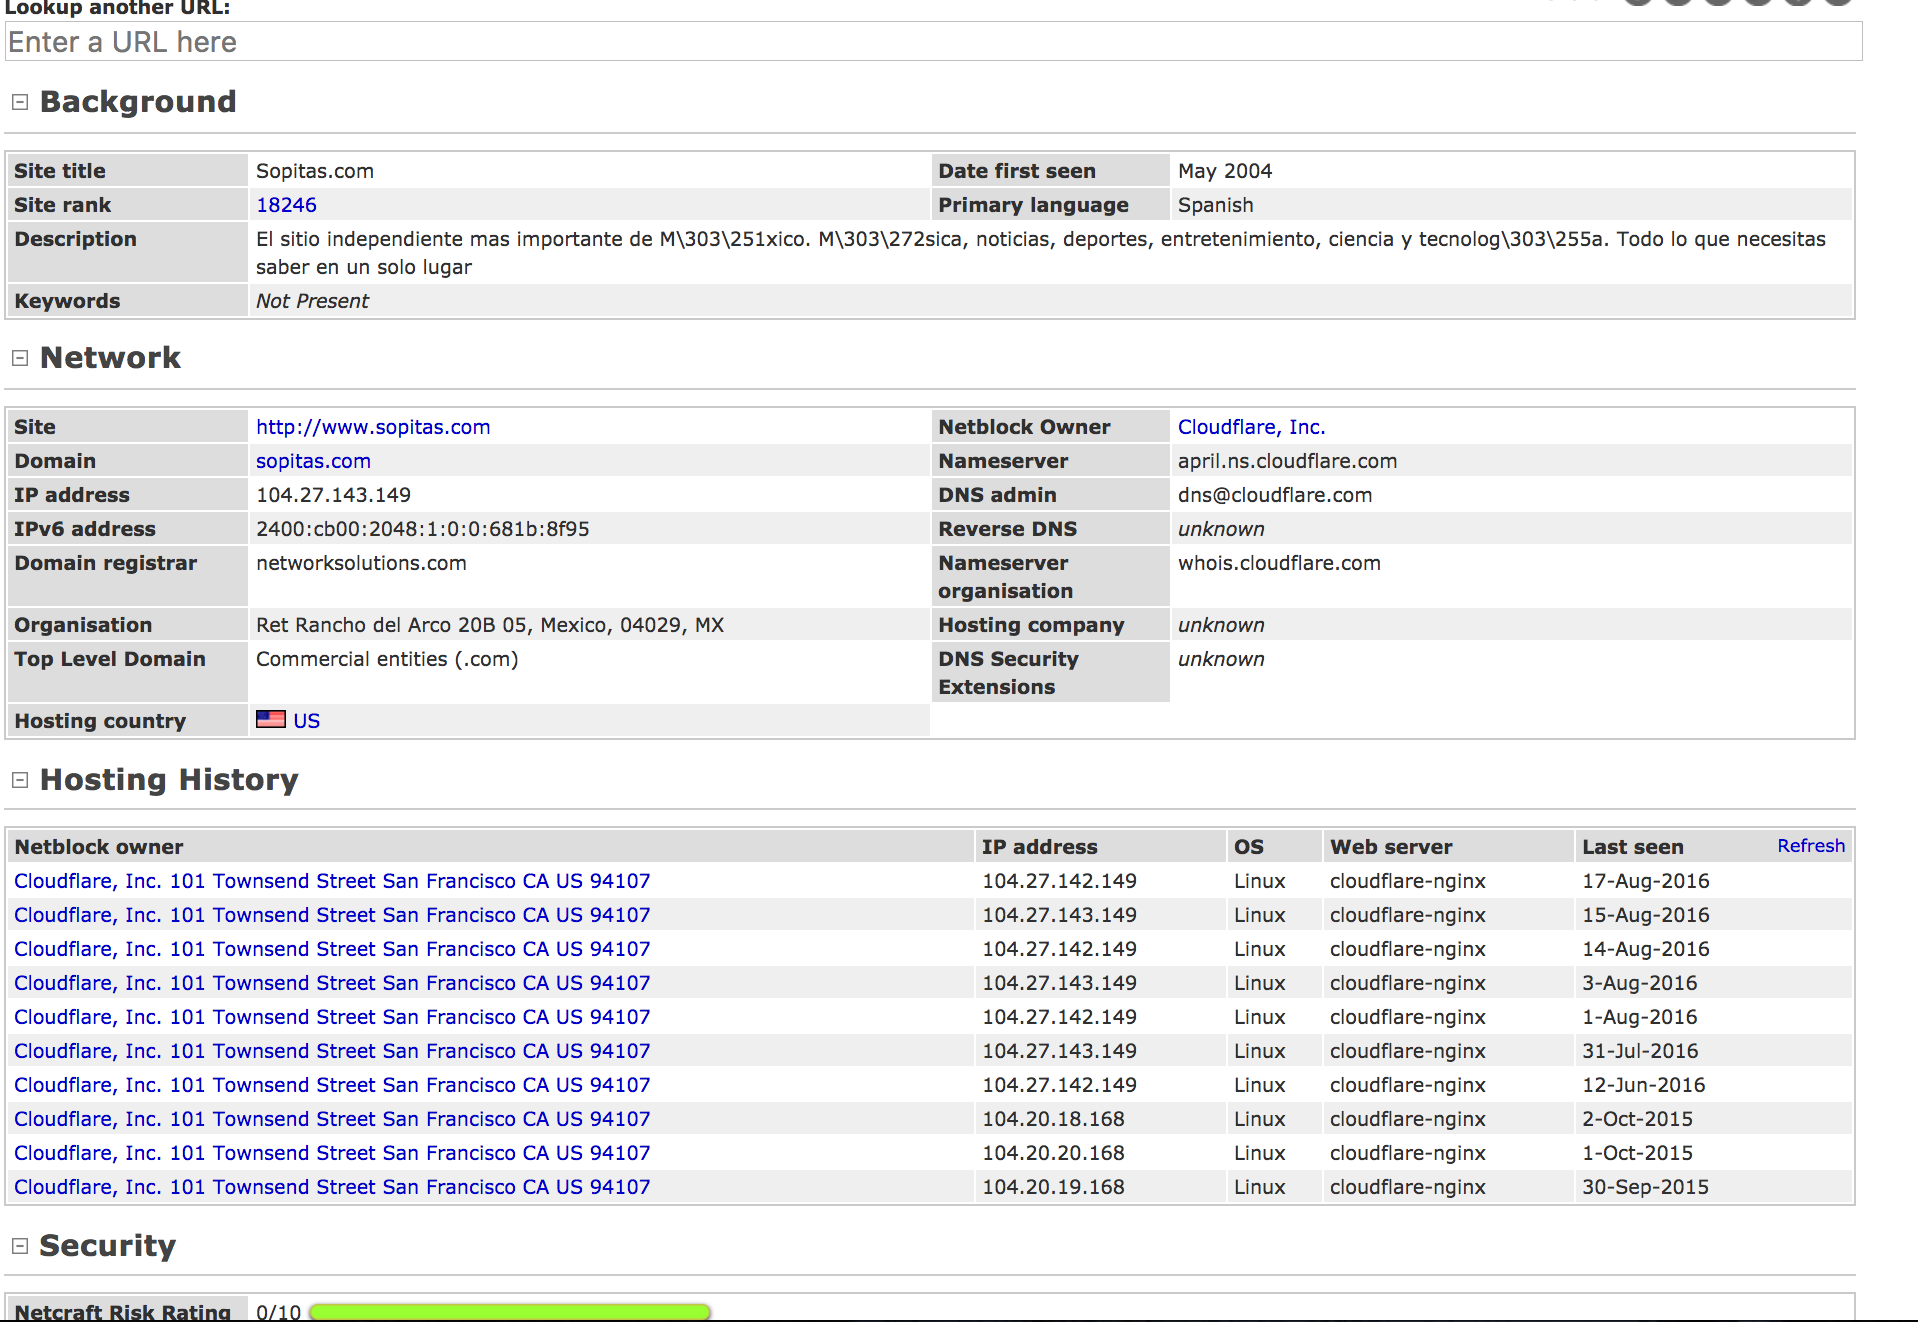 Lookup another URL:
Enter a URL here
Background
Site title Sopitas.com Date first seen May 2004
Site rank 18246 Primary language Spanish
Description El sitio independiente mas importante de M\303\251xico. M\303\272sica, noticias, deportes, entretenimiento, ciencia y tecnolog\303\255a. Todo lo que necesitas
saber en un solo lugar
Keywords Not Present
Network
Site http://www.sopitas.com Netblock Owner Cloudflare, Inc.
Domain sopitas.com Nameserver april.ns.cloudflare.com
IP address 104.27.143.149 DNS admin dns@cloudflare.com
IPv6 address 2400:cb00:2048:1:0:0:681b:8f95 Reverse DNS unknown
Domain registrar networksolutions.com Nameserver whois.cloudflare.com
organisation
Organisation Ret Rancho del Arco 20B 05, Mexico, 04029, MX Hosting company unknown
Top Level Domain Commercial entities (.com) DNS Security unknown
Extensions
Hosting country US
Hosting History
Netblock owner IP address OS Web server Last seen Refresh
Cloudflare, Inc. 101 Townsend Street San Francisco CA US 94107 104.27.142.149 Linux cloudflare-nginx 17-Aug-2016
Cloudflare, Inc. 101 Townsend Street San Francisco CA US 94107 104.27.143.149 Linux cloudflare-nginx 15-Aug-2016
Cloudflare, Inc. 101 Townsend Street San Francisco CA US 94107 104.27.142.149 Linux cloudflare-nginx 14-Aug-2016
Cloudflare, Inc. 101 Townsend Street San Francisco CA US 94107 104.27.143.149 Linux cloudflare-nginx 3-Aug-2016
Cloudflare, Inc. 101 Townsend Street San Francisco CA US 94107 104.27.142.149 Linux cloudflare-nginx 1-Aug-2016
Cloudflare, Inc. 101 Townsend Street San Francisco CA US 94107 104.27.143.149 Linux cloudflare-nginx 31-Jul-2016
Cloudflare, Inc. 101 Townsend Street San Francisco CA US 94107 104.27.142.149 Linux cloudflare-nginx 12-Jun-2016
Cloudflare, Inc. 101 Townsend Street San Francisco CA US 94107 104.20.18.168 Linux cloudflare-nginx 2-Oct-2015
Cloudflare, Inc. 101 Townsend Street San Francisco CA US 94107 104.20.20.168 Linux cloudflare-nginx 1-Oct-2015
Cloudflare, Inc. 101 Townsend Street San Francisco CA US 94107 104.20.19.168 Linux cloudflare-nginx 30-Sep-2015
Security
Netcraft Risk Rating 0/10